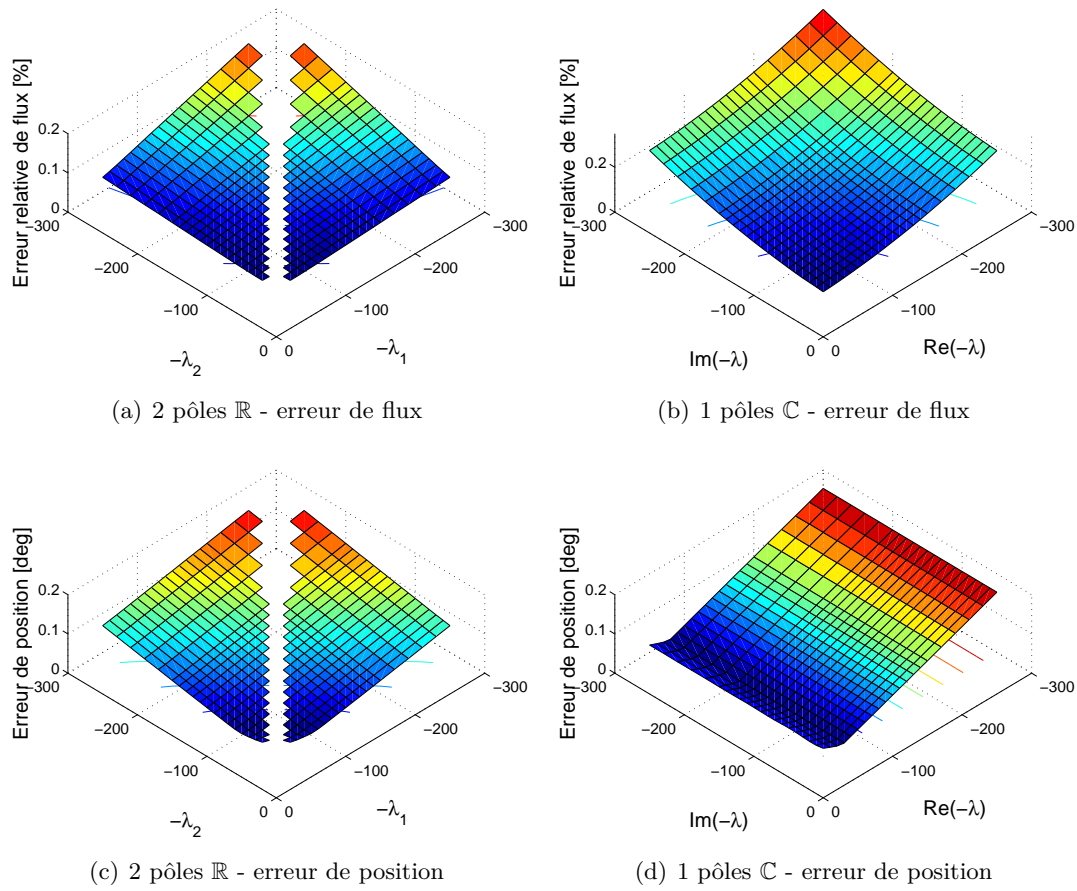 Erreur relative de flux [%]
0.2
0.1
0
−300
−200
−100
0
0
−100
−200
−300
−λ2
−λ1
(a) 2 pôles ℝ - erreur de flux
Erreur relative de flux [%]
0.2
0
−300
−200
−100
0
0
−100
−200
−300
Im(−λ)
Re(−λ)
(b) 1 pôles ℂ - erreur de flux
Erreur de position [deg]
0.2
0.1
0
−300
−200
−100
0
0
−100
−200
−300
−λ2
−λ1
(c) 2 pôles ℝ - erreur de position
Erreur de position [deg]
0.2
0.1
0
−300
−200
−100
0
0
−100
−200
−300
Im(−λ)
Re(−λ)
(d) 1 pôles ℂ - erreur de position